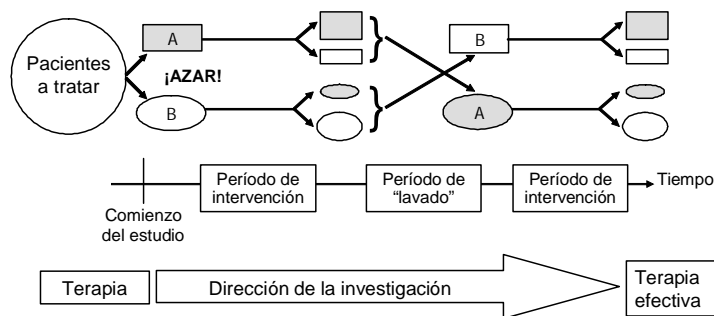 Pacientes
a tratar
A
¡AZAR!
B
B
A
Período de
intervención
Período de
“lavado”
Período de
intervención
Tiempo
Comienzo
del estudio
Terapia
Dirección de la investigación
Terapia
efectiva